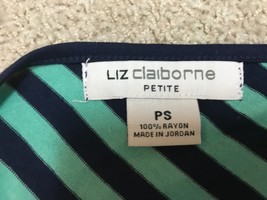 LIZ claiborne
PETITE
PS
100% RAYON
MADE IN JORDAN